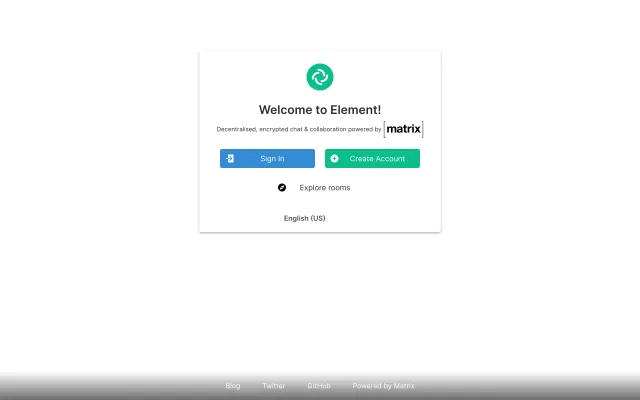 Welcome to Element!
Decentralised, encrypted chat & collaboration powered by [matrix]
Sign In
Create Account
Explore rooms
English (US)
Blog Twitter GitHub Powered by Matrix